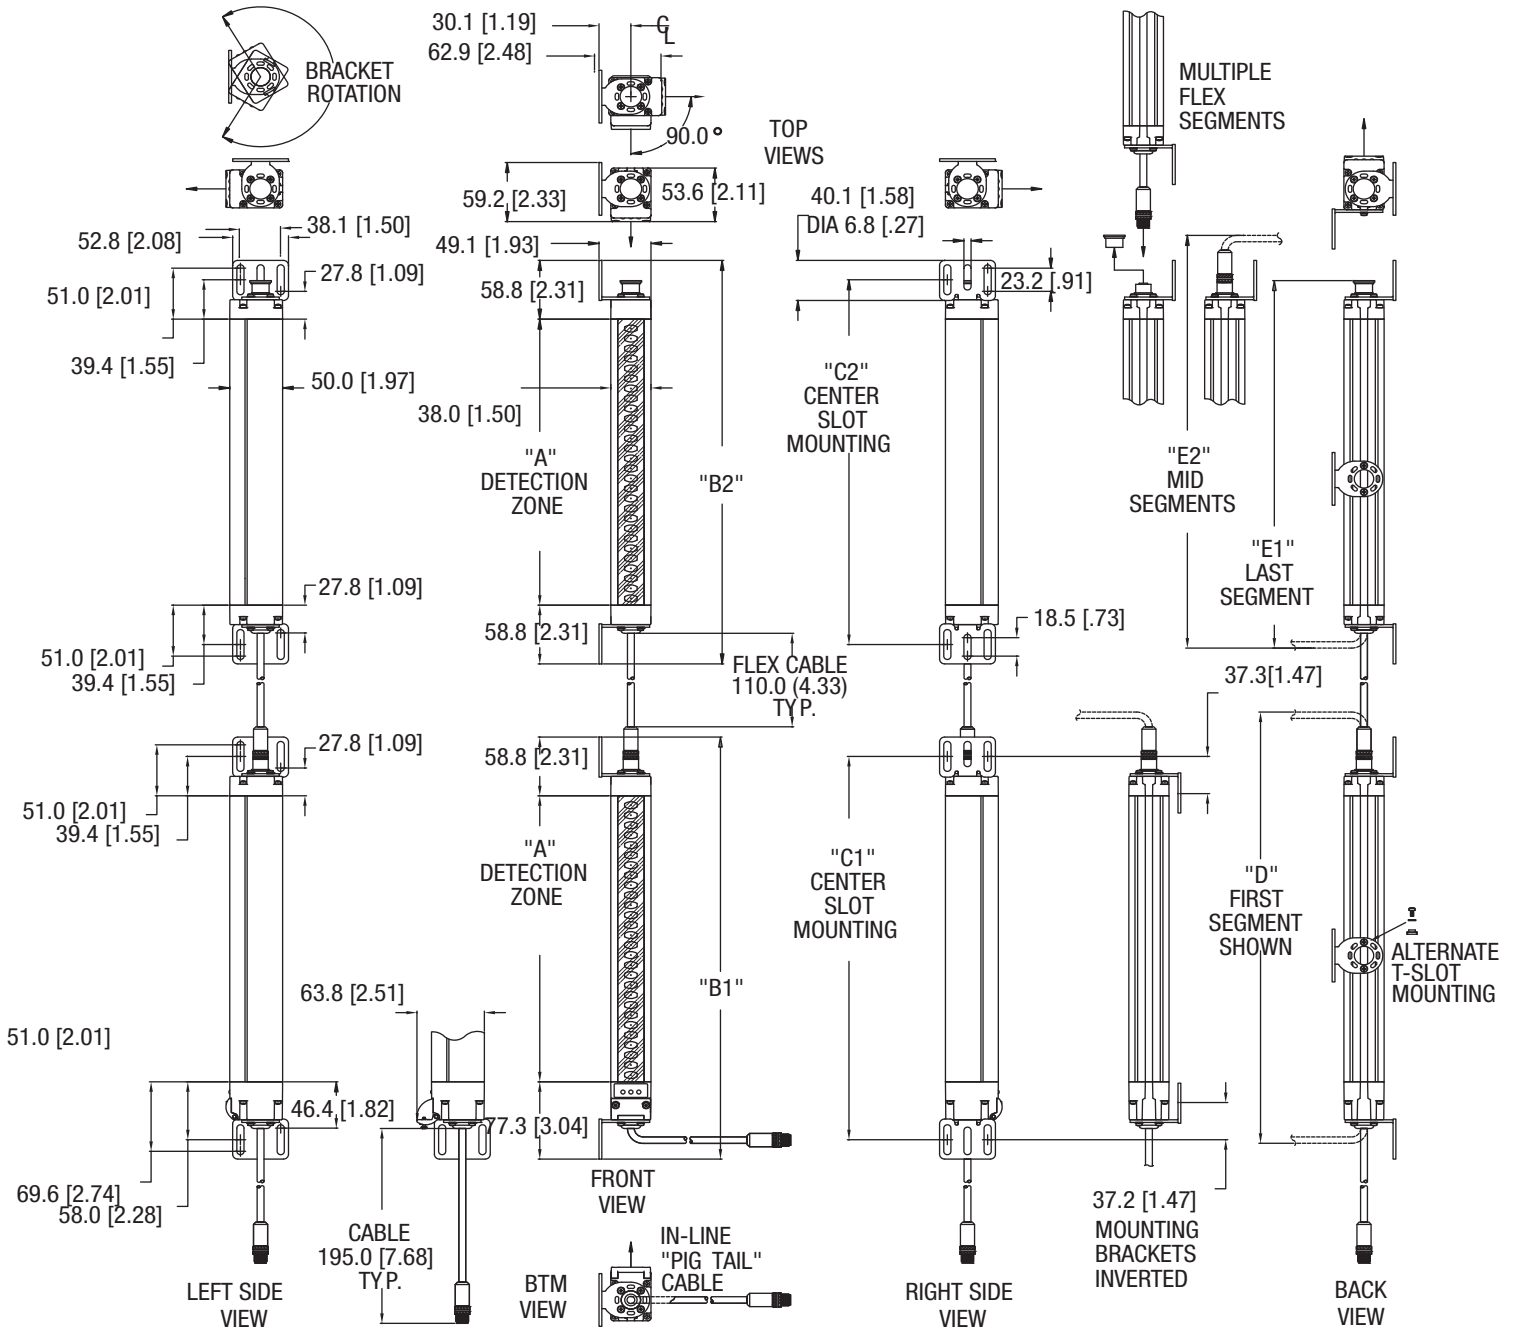 30.1 [1.19]
CL
62.9 [2.48]
BRACKET
ROTATION
90.0°
TOP
VIEWS
MULTIPLE
FLEX
SEGMENTS
59.2 [2.33]
53.6 [2.11]
40.1 [1.58]
DIA 6.8 [.27]
38.1 [1.50]
52.8 [2.08]
49.1 [1.93]
27.8 [1.09]
51.0 [2.01]
58.8 [2.31]
23.2 [.91]
39.4 [1.55]
50.0 [1.97]
38.0 [1.50]
"C2"
CENTER
SLOT
MOUNTING
"A"
DETECTION
ZONE
"B2"
"E2"
MID
SEGMENTS
"E1"
LAST
SEGMENT
27.8 [1.09]
58.8 [2.31]
18.5 [.73]
51.0 [2.01]
39.4 [1.55]
FLEX CABLE
110.0 (4.33)
TYP.
37.3[1.47]
27.8 [1.09]
58.8 [2.31]
51.0 [2.01]
39.4 [1.55]
"A"
DETECTION
ZONE
"C1"
CENTER
SLOT
MOUNTING
"D"
FIRST
SEGMENT
SHOWN
ALTERNATE
T-SLOT
MOUNTING
"B1"
63.8 [2.51]
51.0 [2.01]
46.4 [1.82]
77.3 [3.04]
69.6 [2.74]
58.0 [2.28]
FRONT
VIEW
37.2 [1.47]
MOUNTING
BRACKETS
INVERTED
CABLE
195.0 [7.68]
TYP.
IN-LINE
"PIG TAIL"
CABLE
LEFT SIDE
VIEW
BTM
VIEW
RIGHT SIDE
VIEW
BACK
VIEW